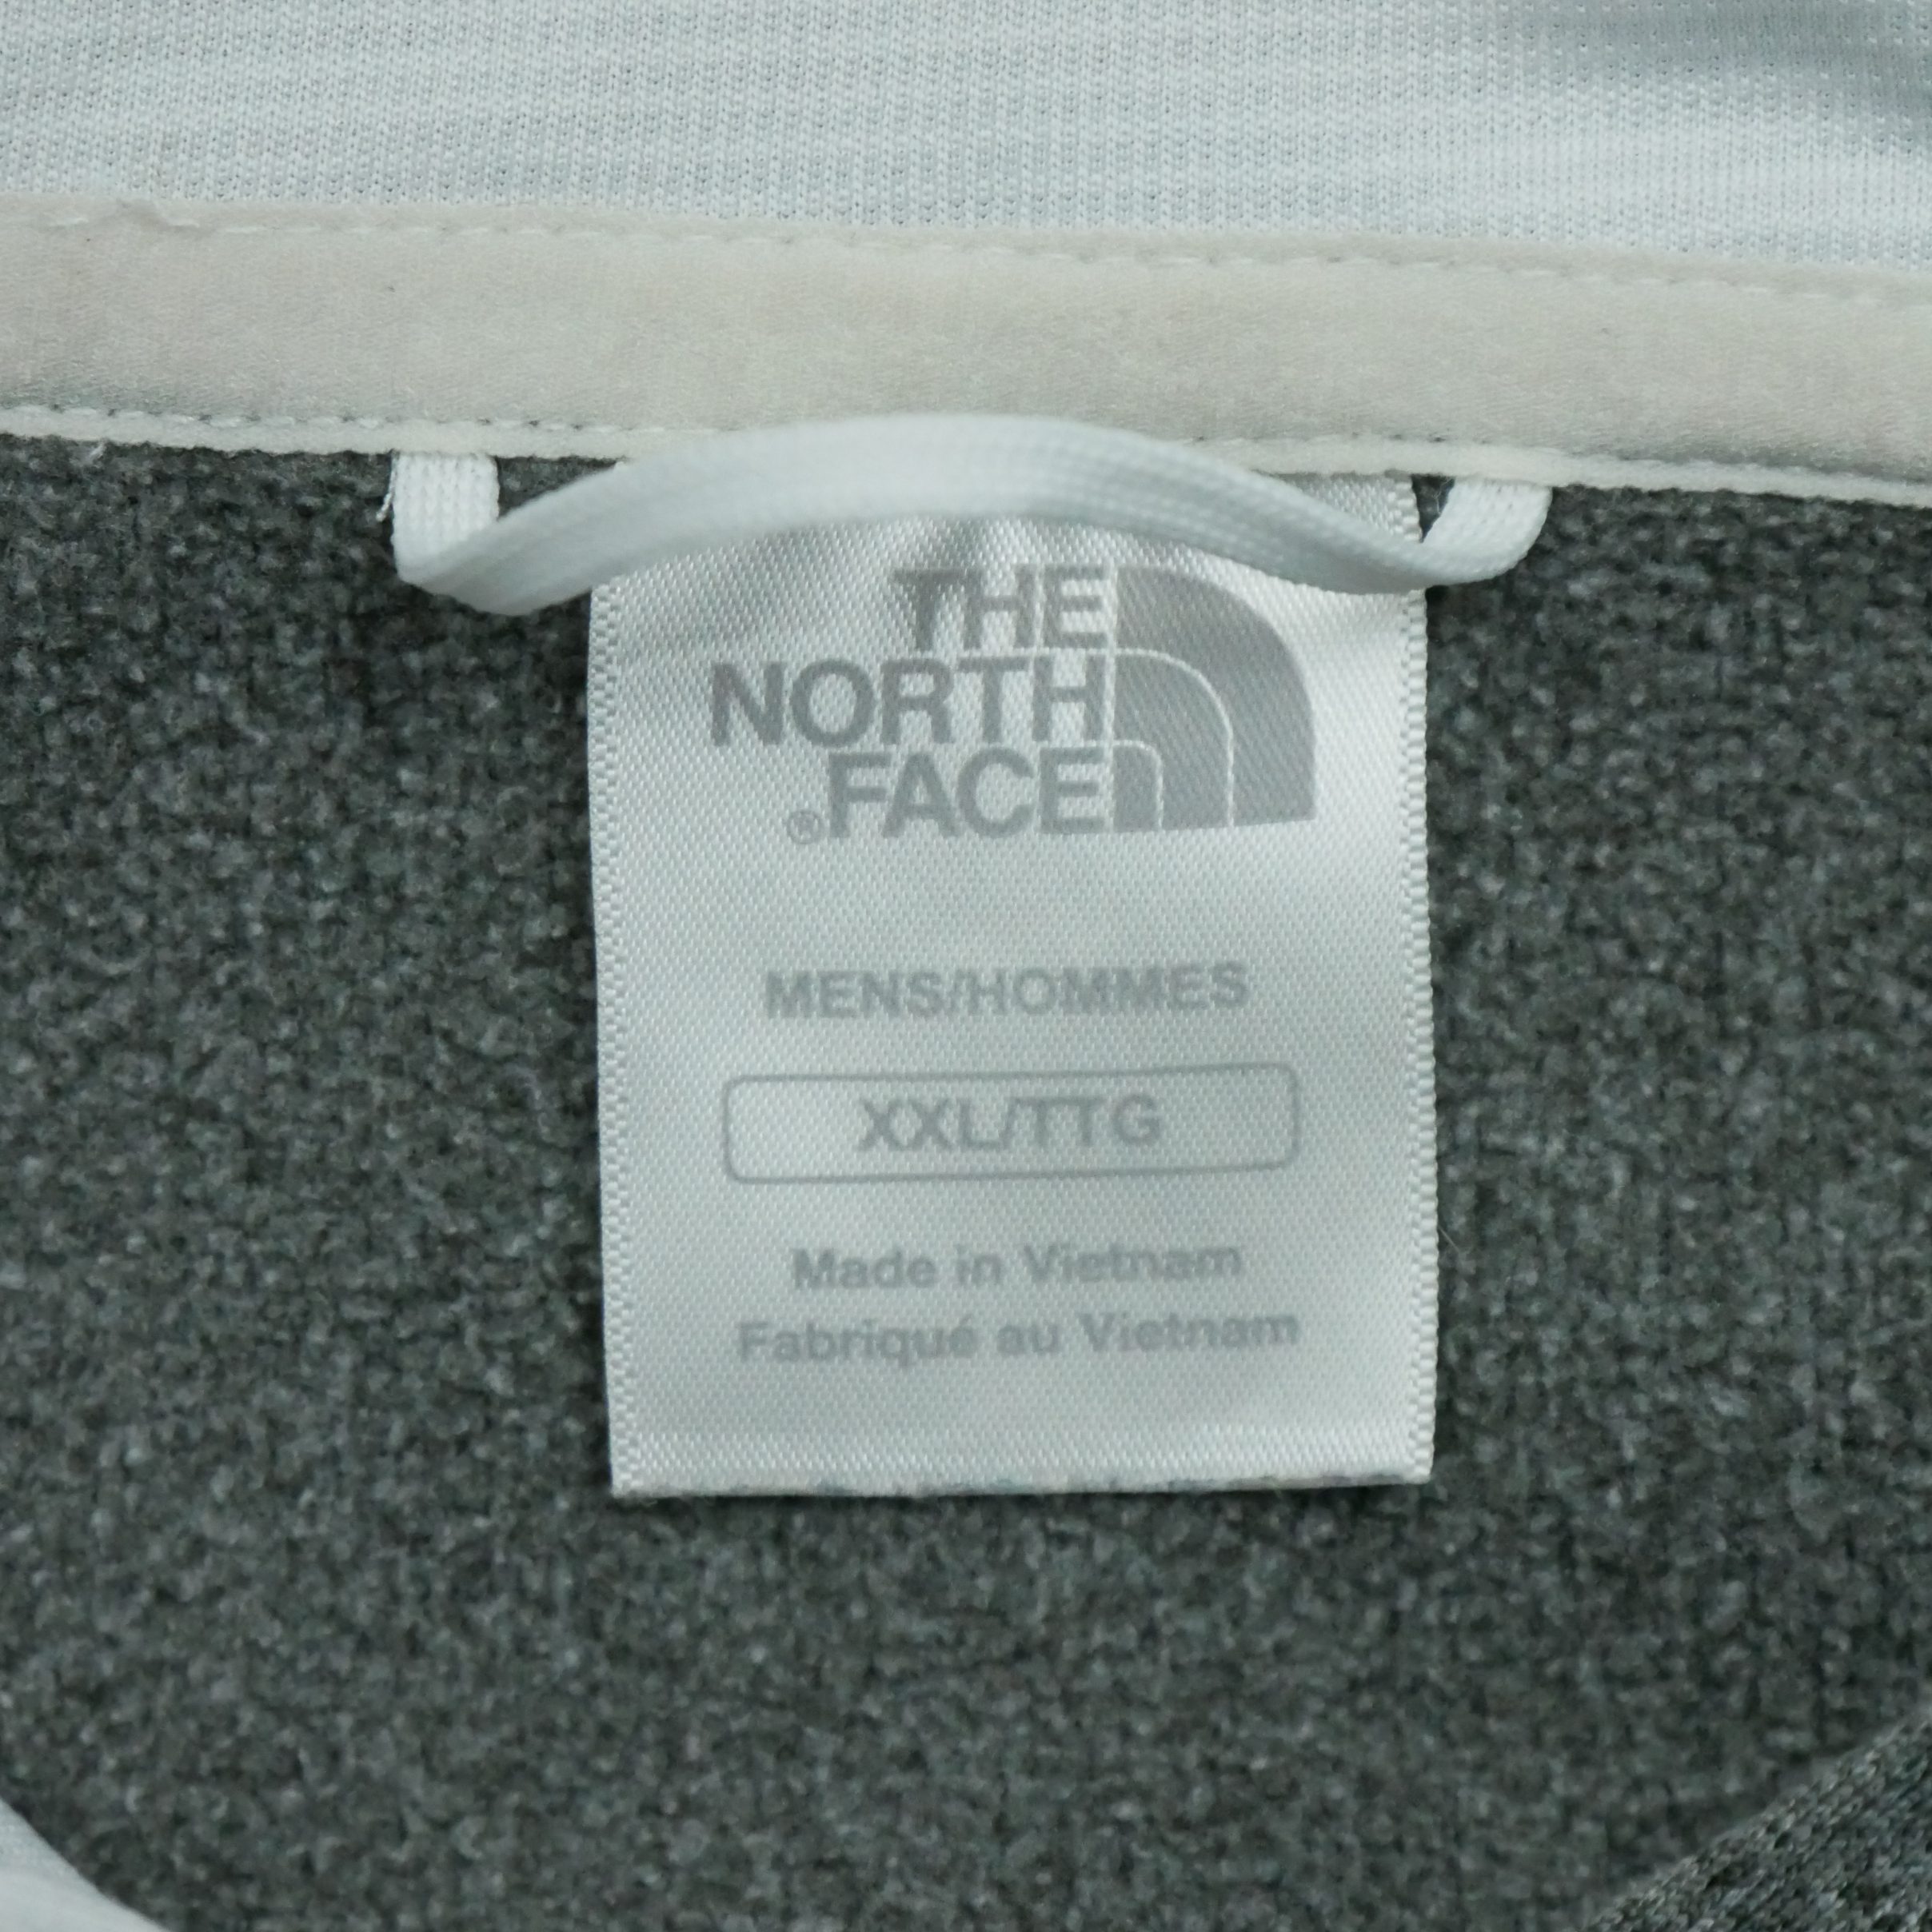 THE
NORTH
®FACE
MENS/HOMMES
XXL/TTG
Made in Vietnam
Fabriqué au Vietnam